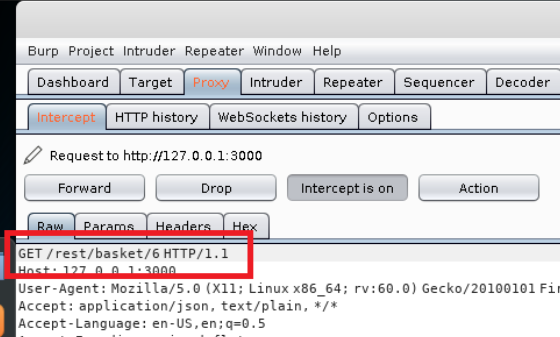 Burp Project Intruder Repeater Window Help
Dashboard Target Proxy Intruder Repeater Sequencer Decoder
Intercept HTTP history WebSockets history Options
Request to http://127.0.0.1:3000
Forward Drop Intercept is on Action
Raw Params Headers Hex
GET /rest/basket/6 HTTP/1.1
Host: 127.0.0.1:3000
User-Agent: Mozilla/5.0 (X11; Linux x86_64; rv:60.0) Gecko/20100101 Fir
Accept: application/json, text/plain, */*
Accept-Language: en-US,en;q=0.5